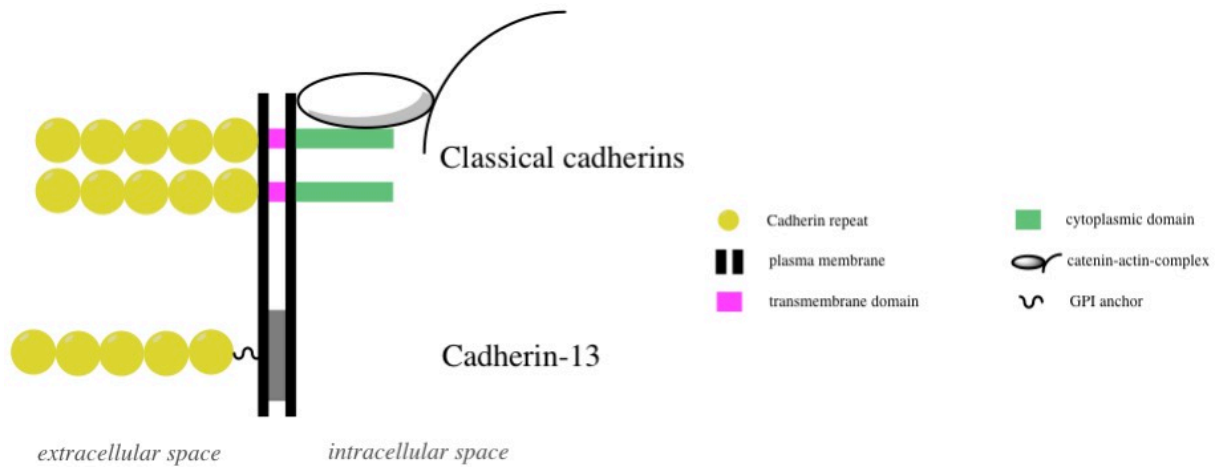 Classical cadherins
Cadherin repeat
plasma membrane
transmembrane domain
cytoplasmic domain
catenin-actin-complex
GPI anchor
Cadherin-13
extracellular space
intracellular space